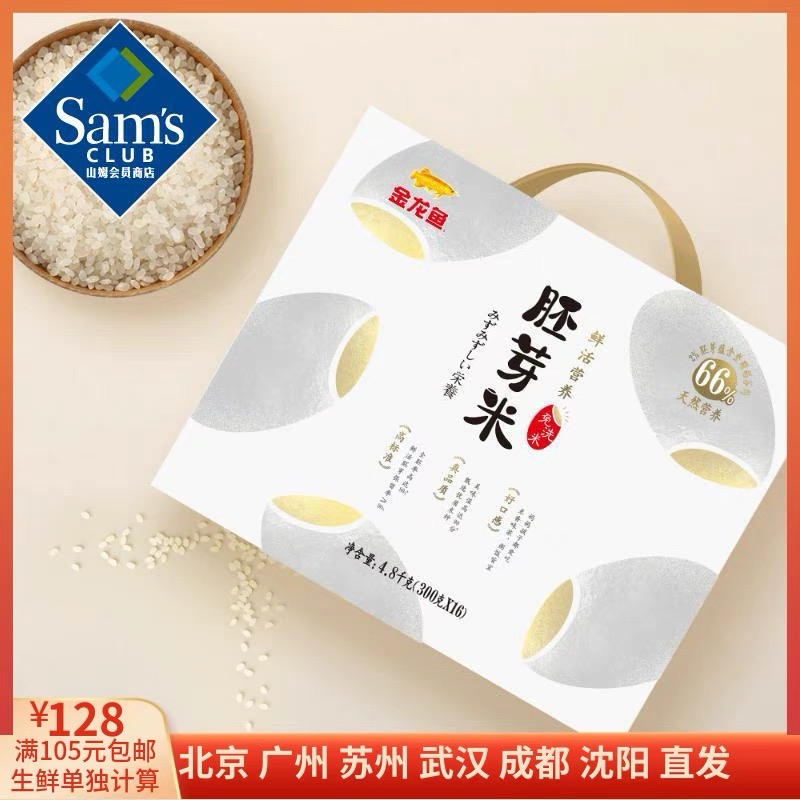 Sam's
CLUB
山姆会员商店
金龙鱼
鲜活营养
胚芽米
免洗米
みずみずしい栄養
66%
天然营养
(好口感)
(真品质)
(高标准)
净含量:4.8千克(300克X16)
¥128
满105元包邮
生鲜单独计算
北京 广州 苏州 武汉 成都 沈阳 直发